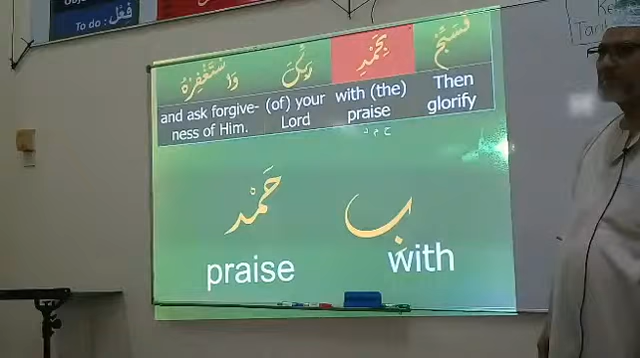 فَعَلَ
To do :
فَسَبِّحْ بِحَمْدِ رَبِّكَ وَاسْتَغْفِرْهُ
Then glorify
with (the) praise
(of) your Lord
and ask forgive-
ness of Him.
ح م د
بِ حَمْد
with praise